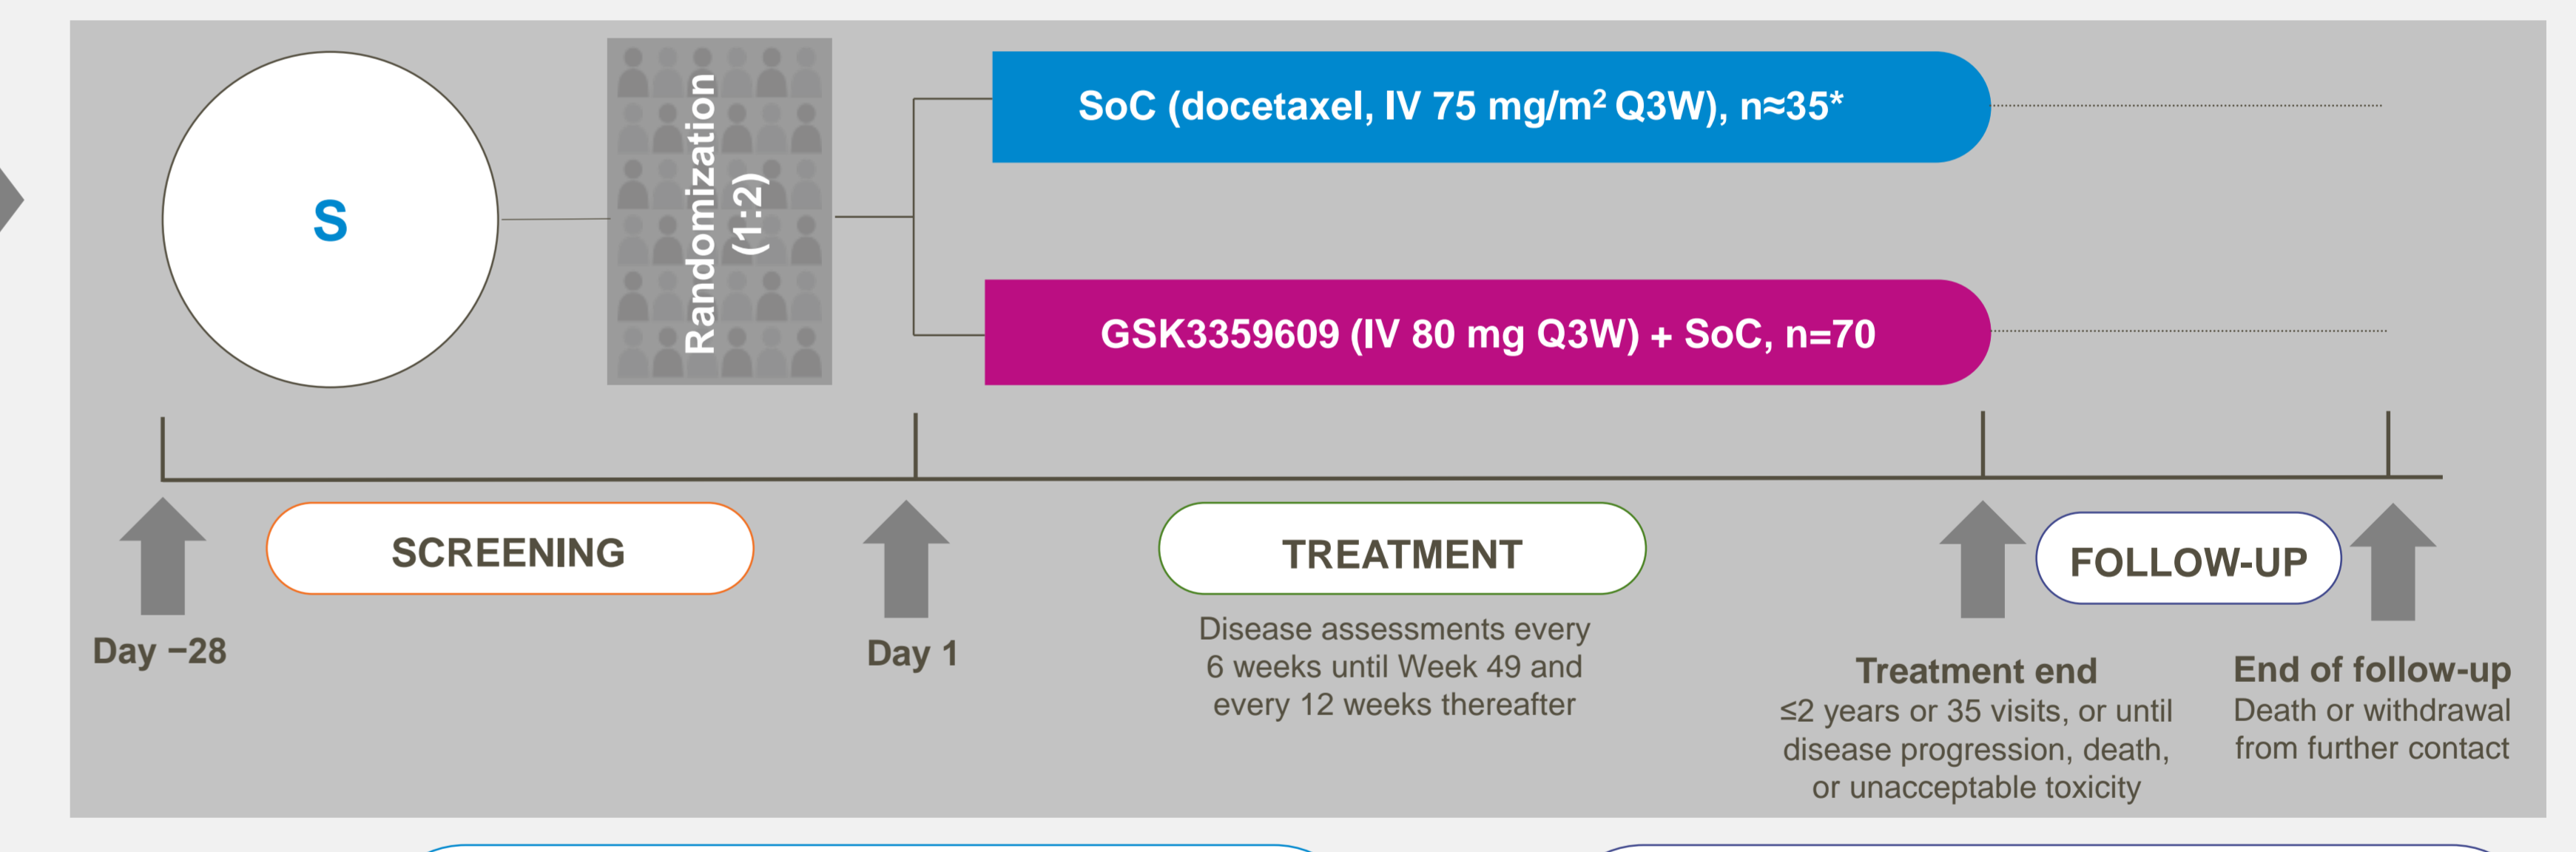 S
Randomization
(1:2)
SoC (docetaxel, IV 75 mg/m² Q3W), n≈35*
GSK3359609 (IV 80 mg Q3W) + SoC, n=70
SCREENING
TREATMENT
FOLLOW-UP
Day −28
Day 1
Disease assessments every
6 weeks until Week 49 and
every 12 weeks thereafter
Treatment end
≤2 years or 35 visits, or until
disease progression, death,
or unacceptable toxicity
End of follow-up
Death or withdrawal
from further contact